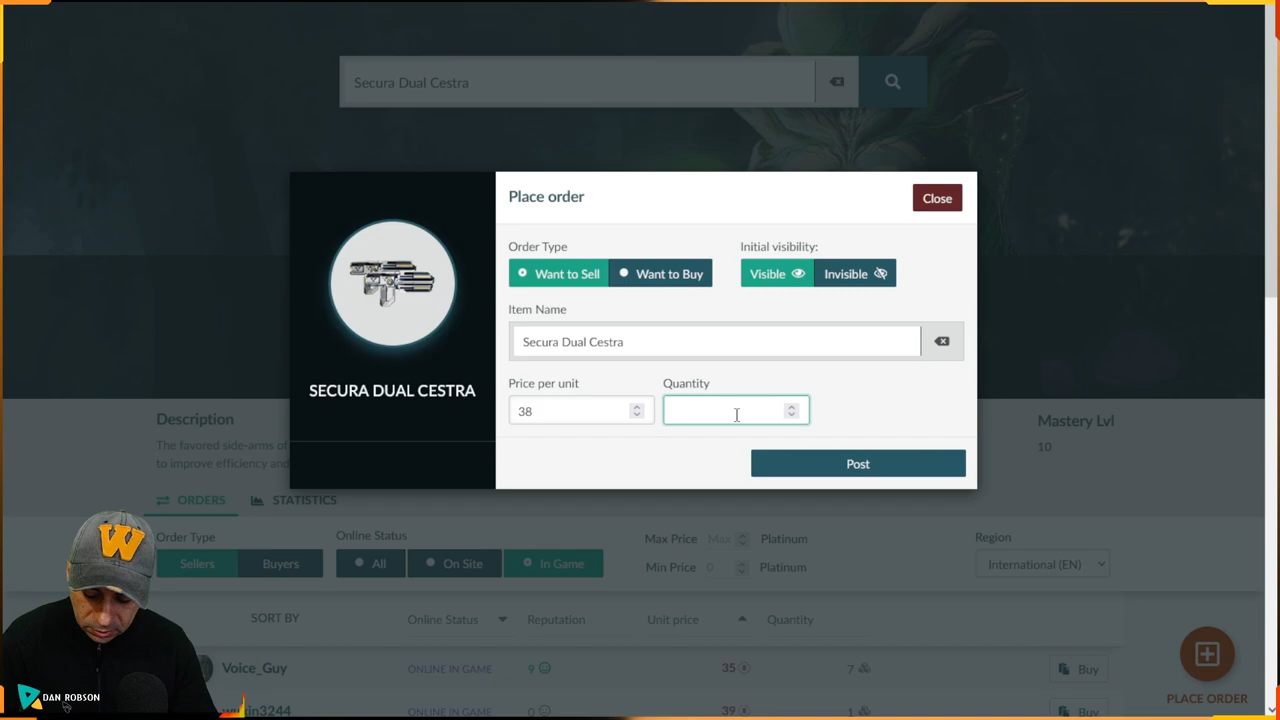 Secura Dual Cestra
Place order
Close
Order Type
Initial visibility:
Want to Sell
Want to Buy
Visible
Invisible
Item Name
Secura Dual Cestra
SECURA DUAL CESTRA
Price per unit
Quantity
38
Post
Description
Mastery Lvl
The favored side-arms of
10
to improve efficiency and
ORDERS
STATISTICS
Order Type
Online Status
Max Price Max Platinum
Region
Sellers
Buyers
All
On Site
In Game
Min Price 0 Platinum
International (EN)
SORT BY
Online Status
Reputation
Unit price
Quantity
Voice_Guy
ONLINE IN GAME
9
35
7
Buy
ONLINE IN GAME
0
39
1
Buy
PLACE ORDER
W
DAN ROBSON